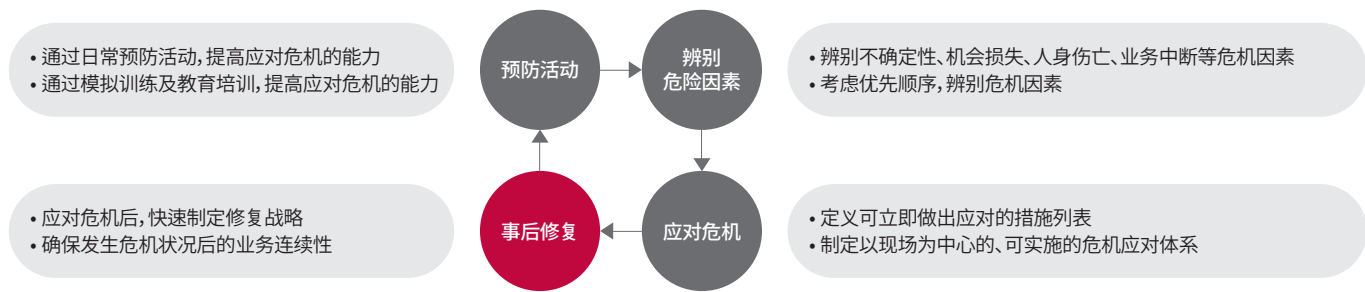 • 通过日常预防活动，提高应对危机的能力
• 通过模拟训练及教育培训，提高应对危机的能力
预防活动
辨别
危险因素
• 辨别不确定性、机会损失、人身伤亡、业务中断等危机因素
• 考虑优先顺序，辨别危机因素
• 应对危机后，快速制定修复战略
• 确保发生危机状况后的业务连续性
事后修复
应对危机
• 定义可立即做出应对的措施列表
• 制定以现场为中心的、可实施的危机应对体系